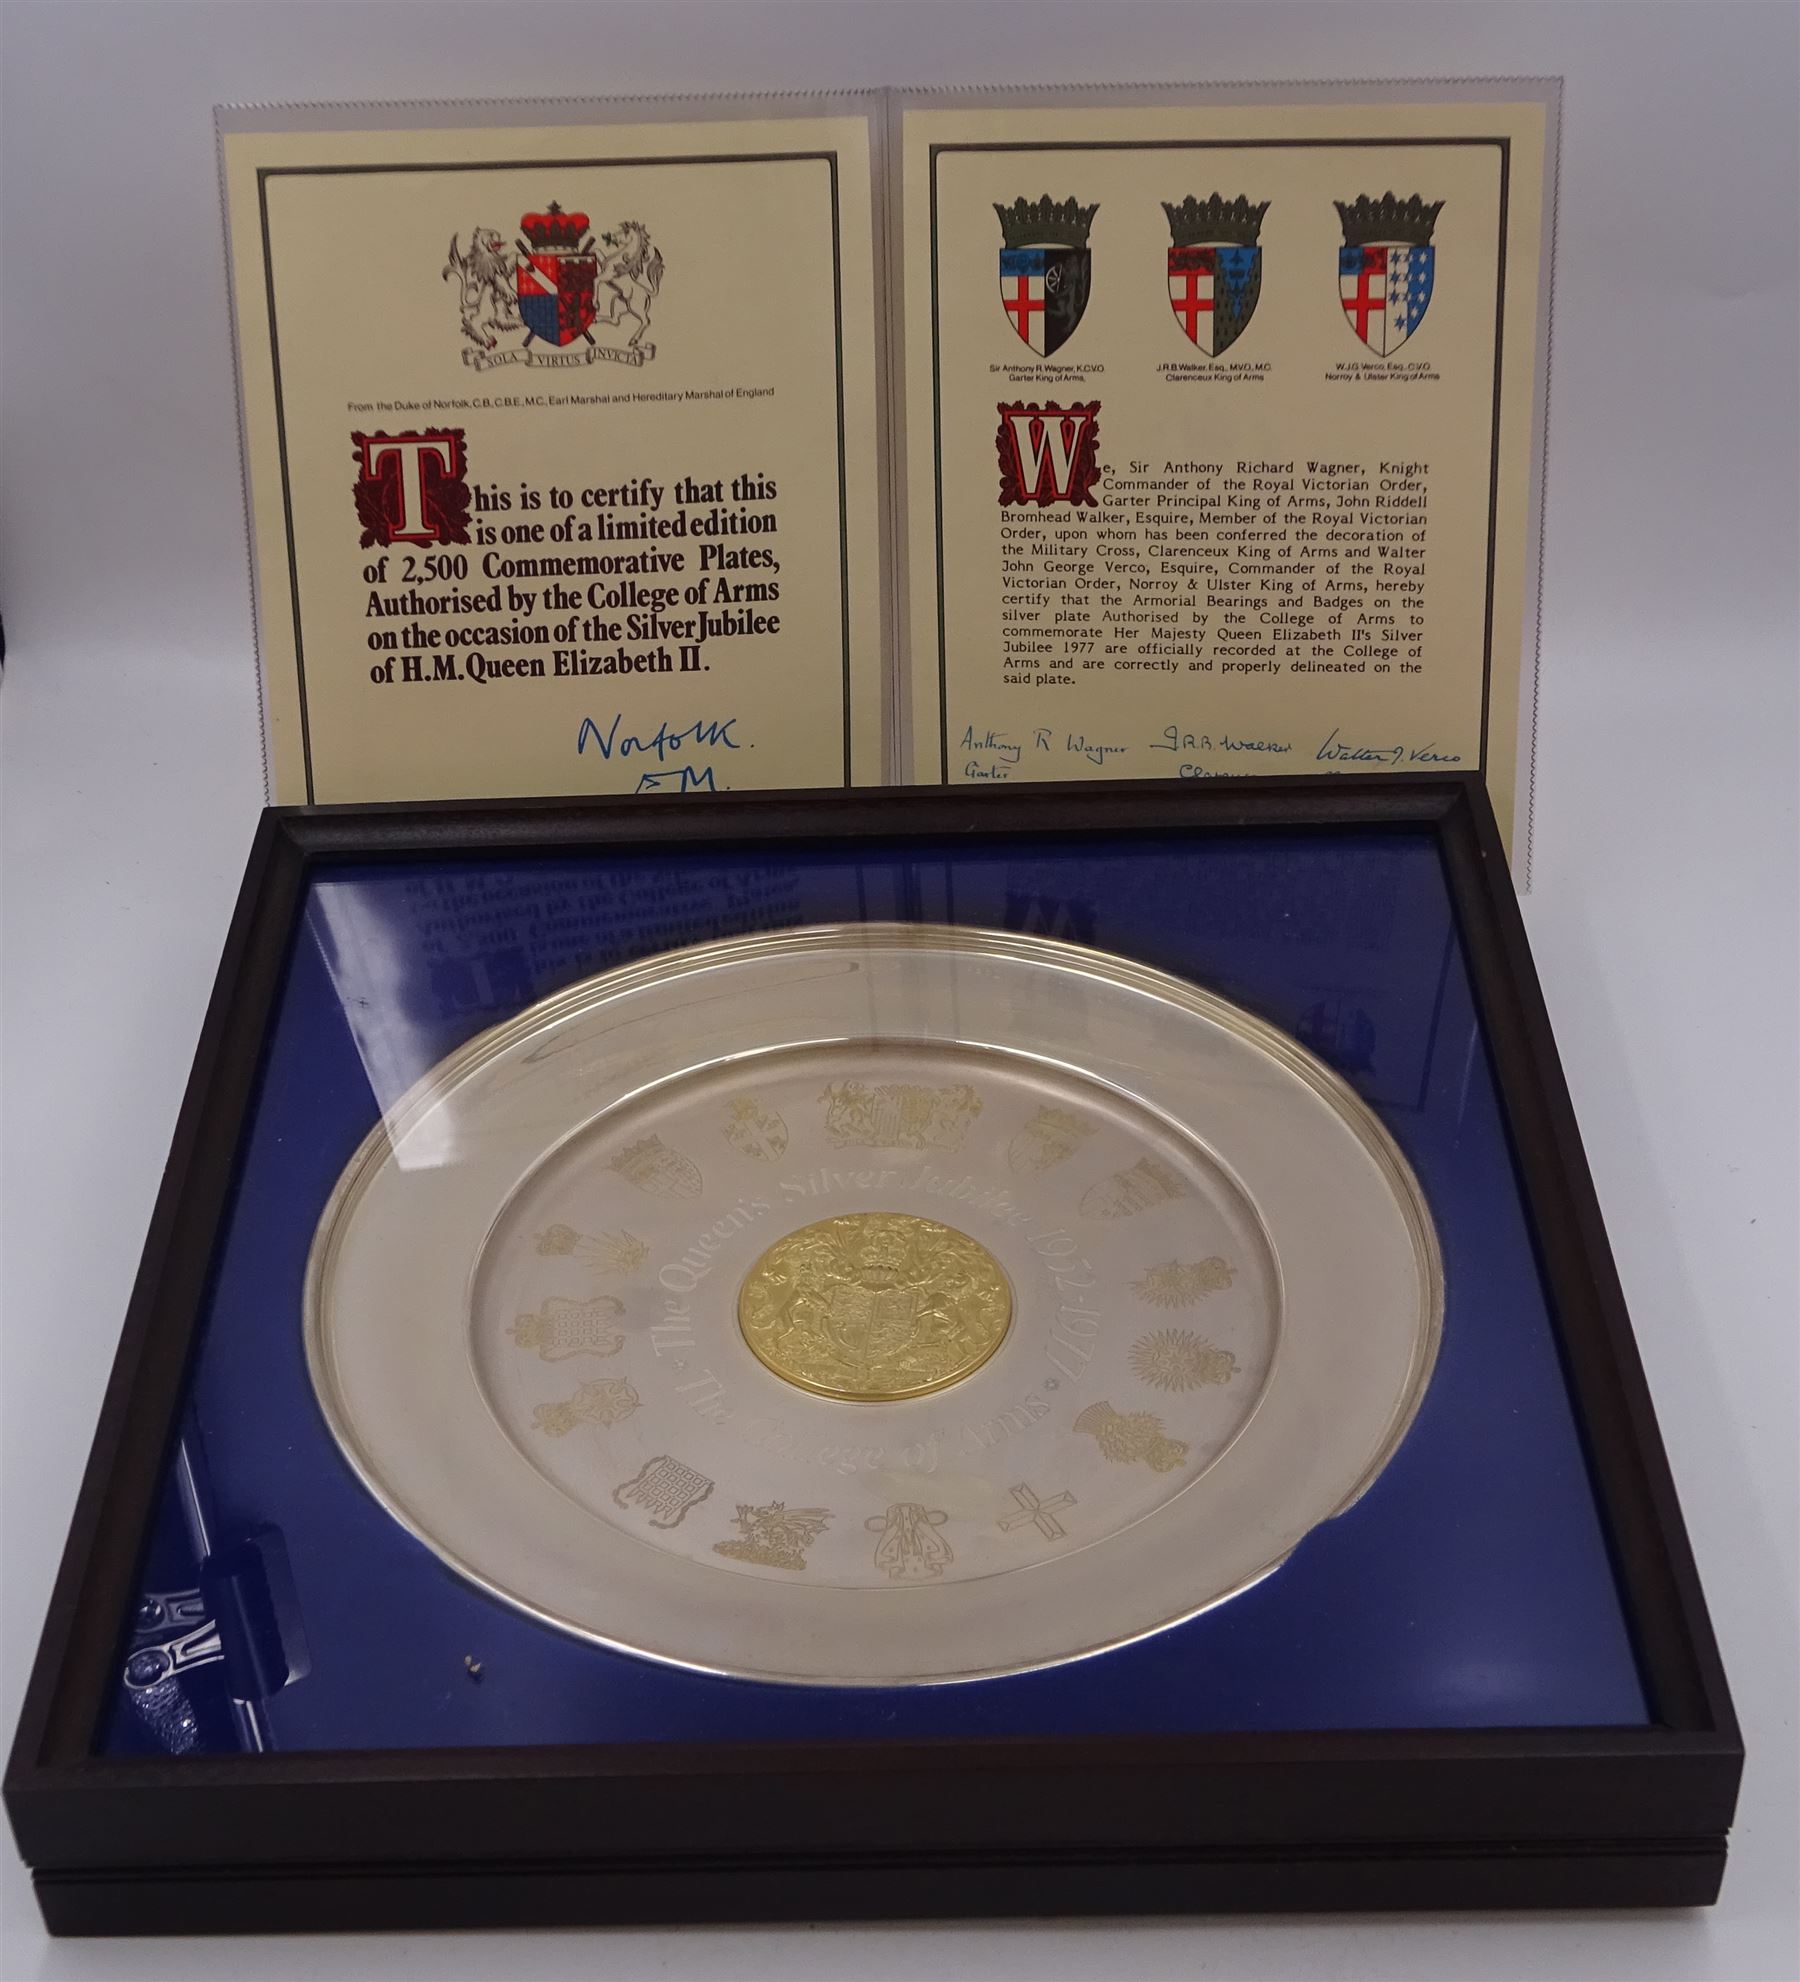 SOLA VIRTUS INVICTA
From the Duke of Norfolk, C.B., C.B.E., M.C., Earl Marshal and Hereditary Marshal of England
This is to certify that this
is one of a limited edition
of 2,500 Commemorative Plates,
Authorised by the College of Arms
on the occasion of the Silver Jubilee
of H.M. Queen Elizabeth II.
Norfolk.
E.M.
Sir Anthony R. Wagner, K.C.V.O.
Garter King of Arms,
J.R.B. Walker, Esq., M.V.O., M.C.
Clarenceux King of Arms
W.J.G. Verco, Esq., C.V.O.
Norroy & Ulster King of Arms
We, Sir Anthony Richard Wagner, Knight
Commander of the Royal Victorian Order,
Garter Principal King of Arms, John Riddell
Bromhead Walker, Esquire, Member of the Royal Victorian
Order, upon whom has been conferred the decoration of
the Military Cross, Clarenceux King of Arms and Walter
John George Verco, Esquire, Commander of the Royal
Victorian Order, Norroy & Ulster King of Arms, hereby
certify that the Armorial Bearings and Badges on the
silver plate Authorised by the College of Arms to
commemorate Her Majesty Queen Elizabeth II's Silver
Jubilee 1977 are officially recorded at the College of
Arms and are correctly and properly delineated on the
said plate.
Anthony R Wagner
Garter
J.R.B. Walker
Walter J. Verco
The Queen's Silver Jubilee 1952-1977
The College of Arms